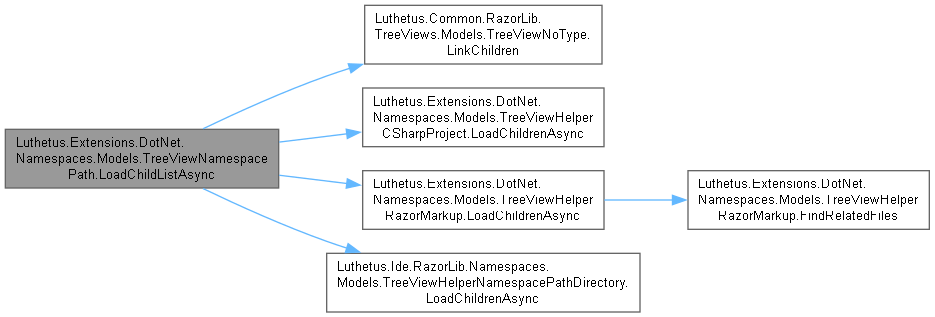 Luthetus.Common.RazorLib.
TreeViews.Models.TreeViewNoType.
LinkChildren
Luthetus.Extensions.DotNet.
Namespaces.Models.TreeViewHelper
CSharpProject.LoadChildrenAsync
Luthetus.Extensions.DotNet.
Namespaces.Models.TreeViewNamespace
Path.LoadChildListAsync
Luthetus.Extensions.DotNet.
Namespaces.Models.TreeViewHelper
RazorMarkup.LoadChildrenAsync
Luthetus.Extensions.DotNet.
Namespaces.Models.TreeViewHelper
RazorMarkup.FindRelatedFiles
Luthetus.Ide.RazorLib.Namespaces.
Models.TreeViewHelperNamespacePathDirectory.
LoadChildrenAsync